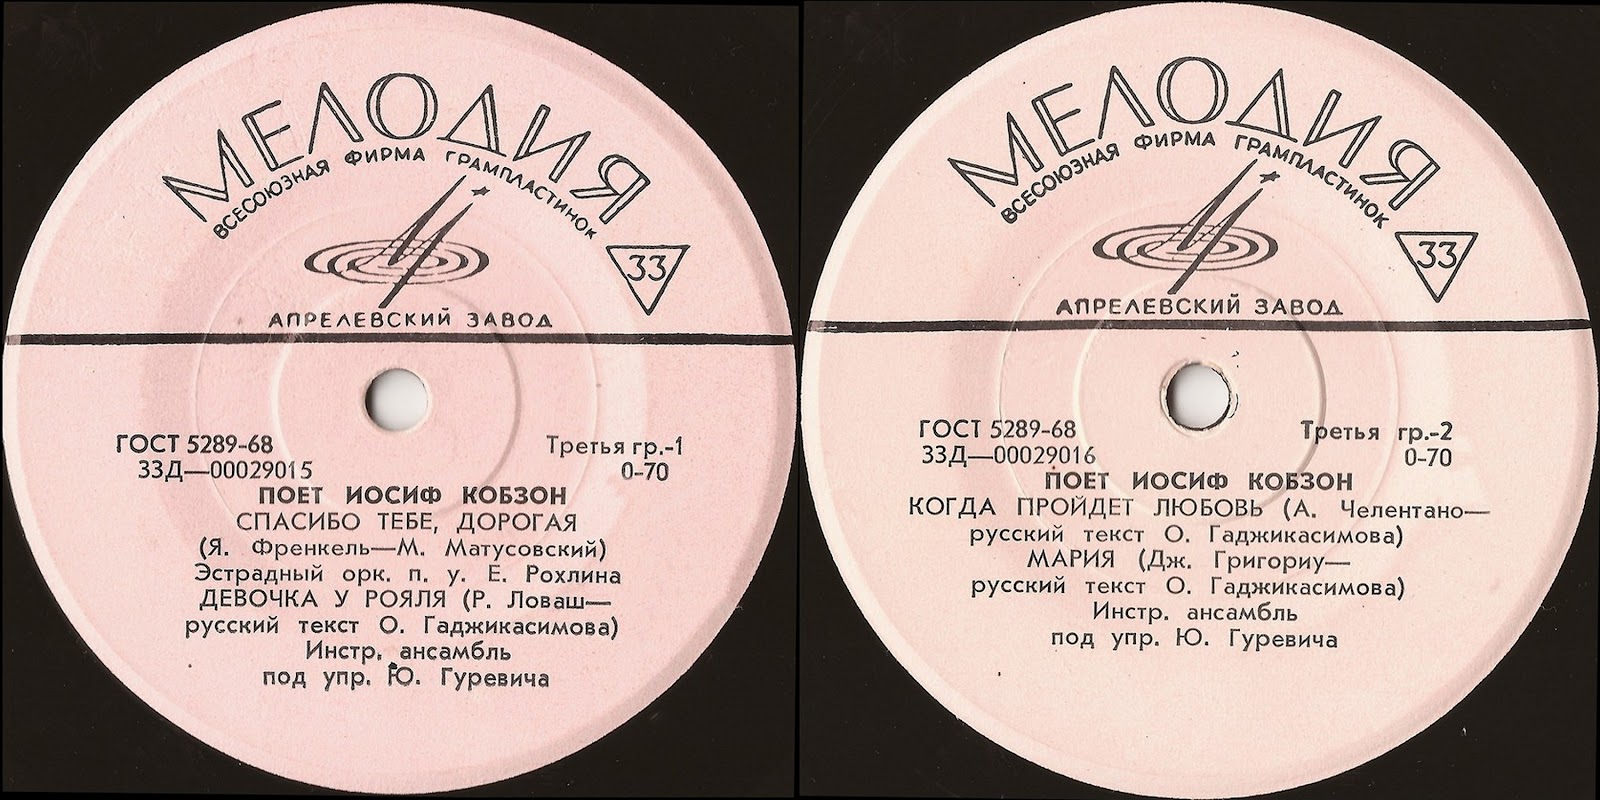 МЕЛОДИЯ
ВСЕСОЮЗНАЯ ФИРМА ГРАМПЛАСТИНОК
33
АПРЕЛЕВСКИЙ ЗАВОД
ГОСТ 5289-68 Третья гр.-1
33Д—00029015 0-70
ПОЕТ ИОСИФ КОБЗОН
СПАСИБО ТЕБЕ, ДОРОГАЯ
(Я. Френкель—М. Матусовский)
Эстрадный орк. п. у. Е. Рохлина
ДЕВОЧКА У РОЯЛЯ (Р. Ловаш—
русский текст О. Гаджикасимова)
Инстр. ансамбль
под упр. Ю. Гуревича
МЕЛОДИЯ
ВСЕСОЮЗНАЯ ФИРМА ГРАМПЛАСТИНОК
33
АПРЕЛЕВСКИЙ ЗАВОД
ГОСТ 5289-68 Третья гр.-2
33Д—00029016 0-70
ПОЕТ ИОСИФ КОБЗОН
КОГДА ПРОЙДЕТ ЛЮБОВЬ (А. Челентано—
русский текст О. Гаджикасимова)
МАРИЯ (Дж. Григориу—
русский текст О. Гаджикасимова)
Инстр. ансамбль
под упр. Ю. Гуревича